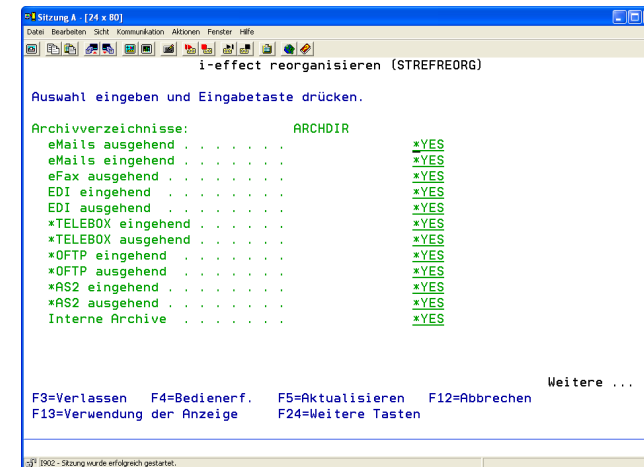 Sitzung A - [24 x 80]
Datei Bearbeiten Sicht Kommunikation Aktionen Fenster Hilfe
i-effect reorganisieren (STREFREORG)
Auswahl eingeben und Eingabetaste drücken.
Archivverzeichnisse: ARCHDIR
eMails ausgehend . . . . . . . *YES
eMails eingehend . . . . . . . *YES
eFax ausgehend . . . . . . . . *YES
EDI eingehend . . . . . . . . *YES
EDI ausgehend . . . . . . . . *YES
*TELEBOX eingehend . . . . . . *YES
*TELEBOX ausgehend . . . . . . *YES
*OFTP eingehend . . . . . . . *YES
*OFTP ausgehend . . . . . . . *YES
*AS2 eingehend . . . . . . . . *YES
*AS2 ausgehend . . . . . . . . *YES
Interne Archive . . . . . . . *YES
Weitere ...
F3=Verlassen F4=Bedienerf. F5=Aktualisieren F12=Abbrechen
F13=Verwendung der Anzeige F24=Weitere Tasten
I902 - Sitzung wurde erfolgreich gestartet.